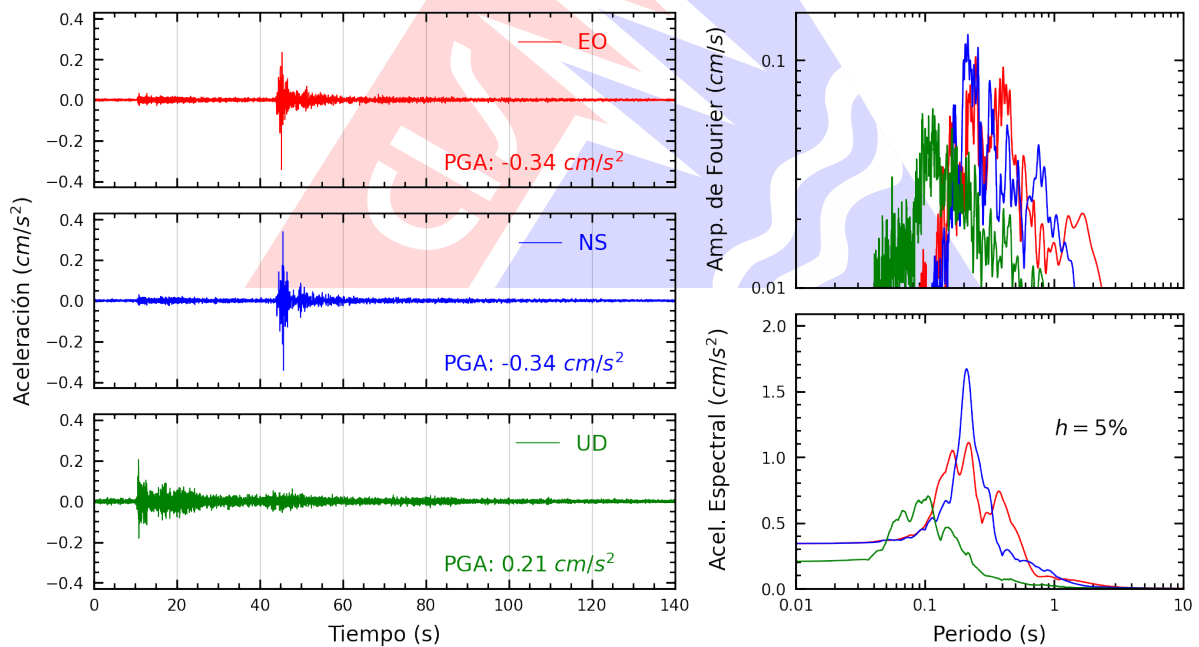 0.4
0.2
0.0
−0.2
−0.4
EO
PGA: -0.34 cm/s²
0.4
0.2
0.0
−0.2
−0.4
NS
PGA: -0.34 cm/s²
0.4
0.2
0.0
−0.2
−0.4
UD
PGA: 0.21 cm/s²
0 20 40 60 80 100 120 140
Tiempo (s)
Aceleración (cm/s²)
0.1
0.01
Amp. de Fourier (cm/s)
2.0
1.5
1.0
0.5
0.0
h = 5%
Acel. Espectral (cm/s²)
0.01 0.1 1 10
Periodo (s)
CISMID